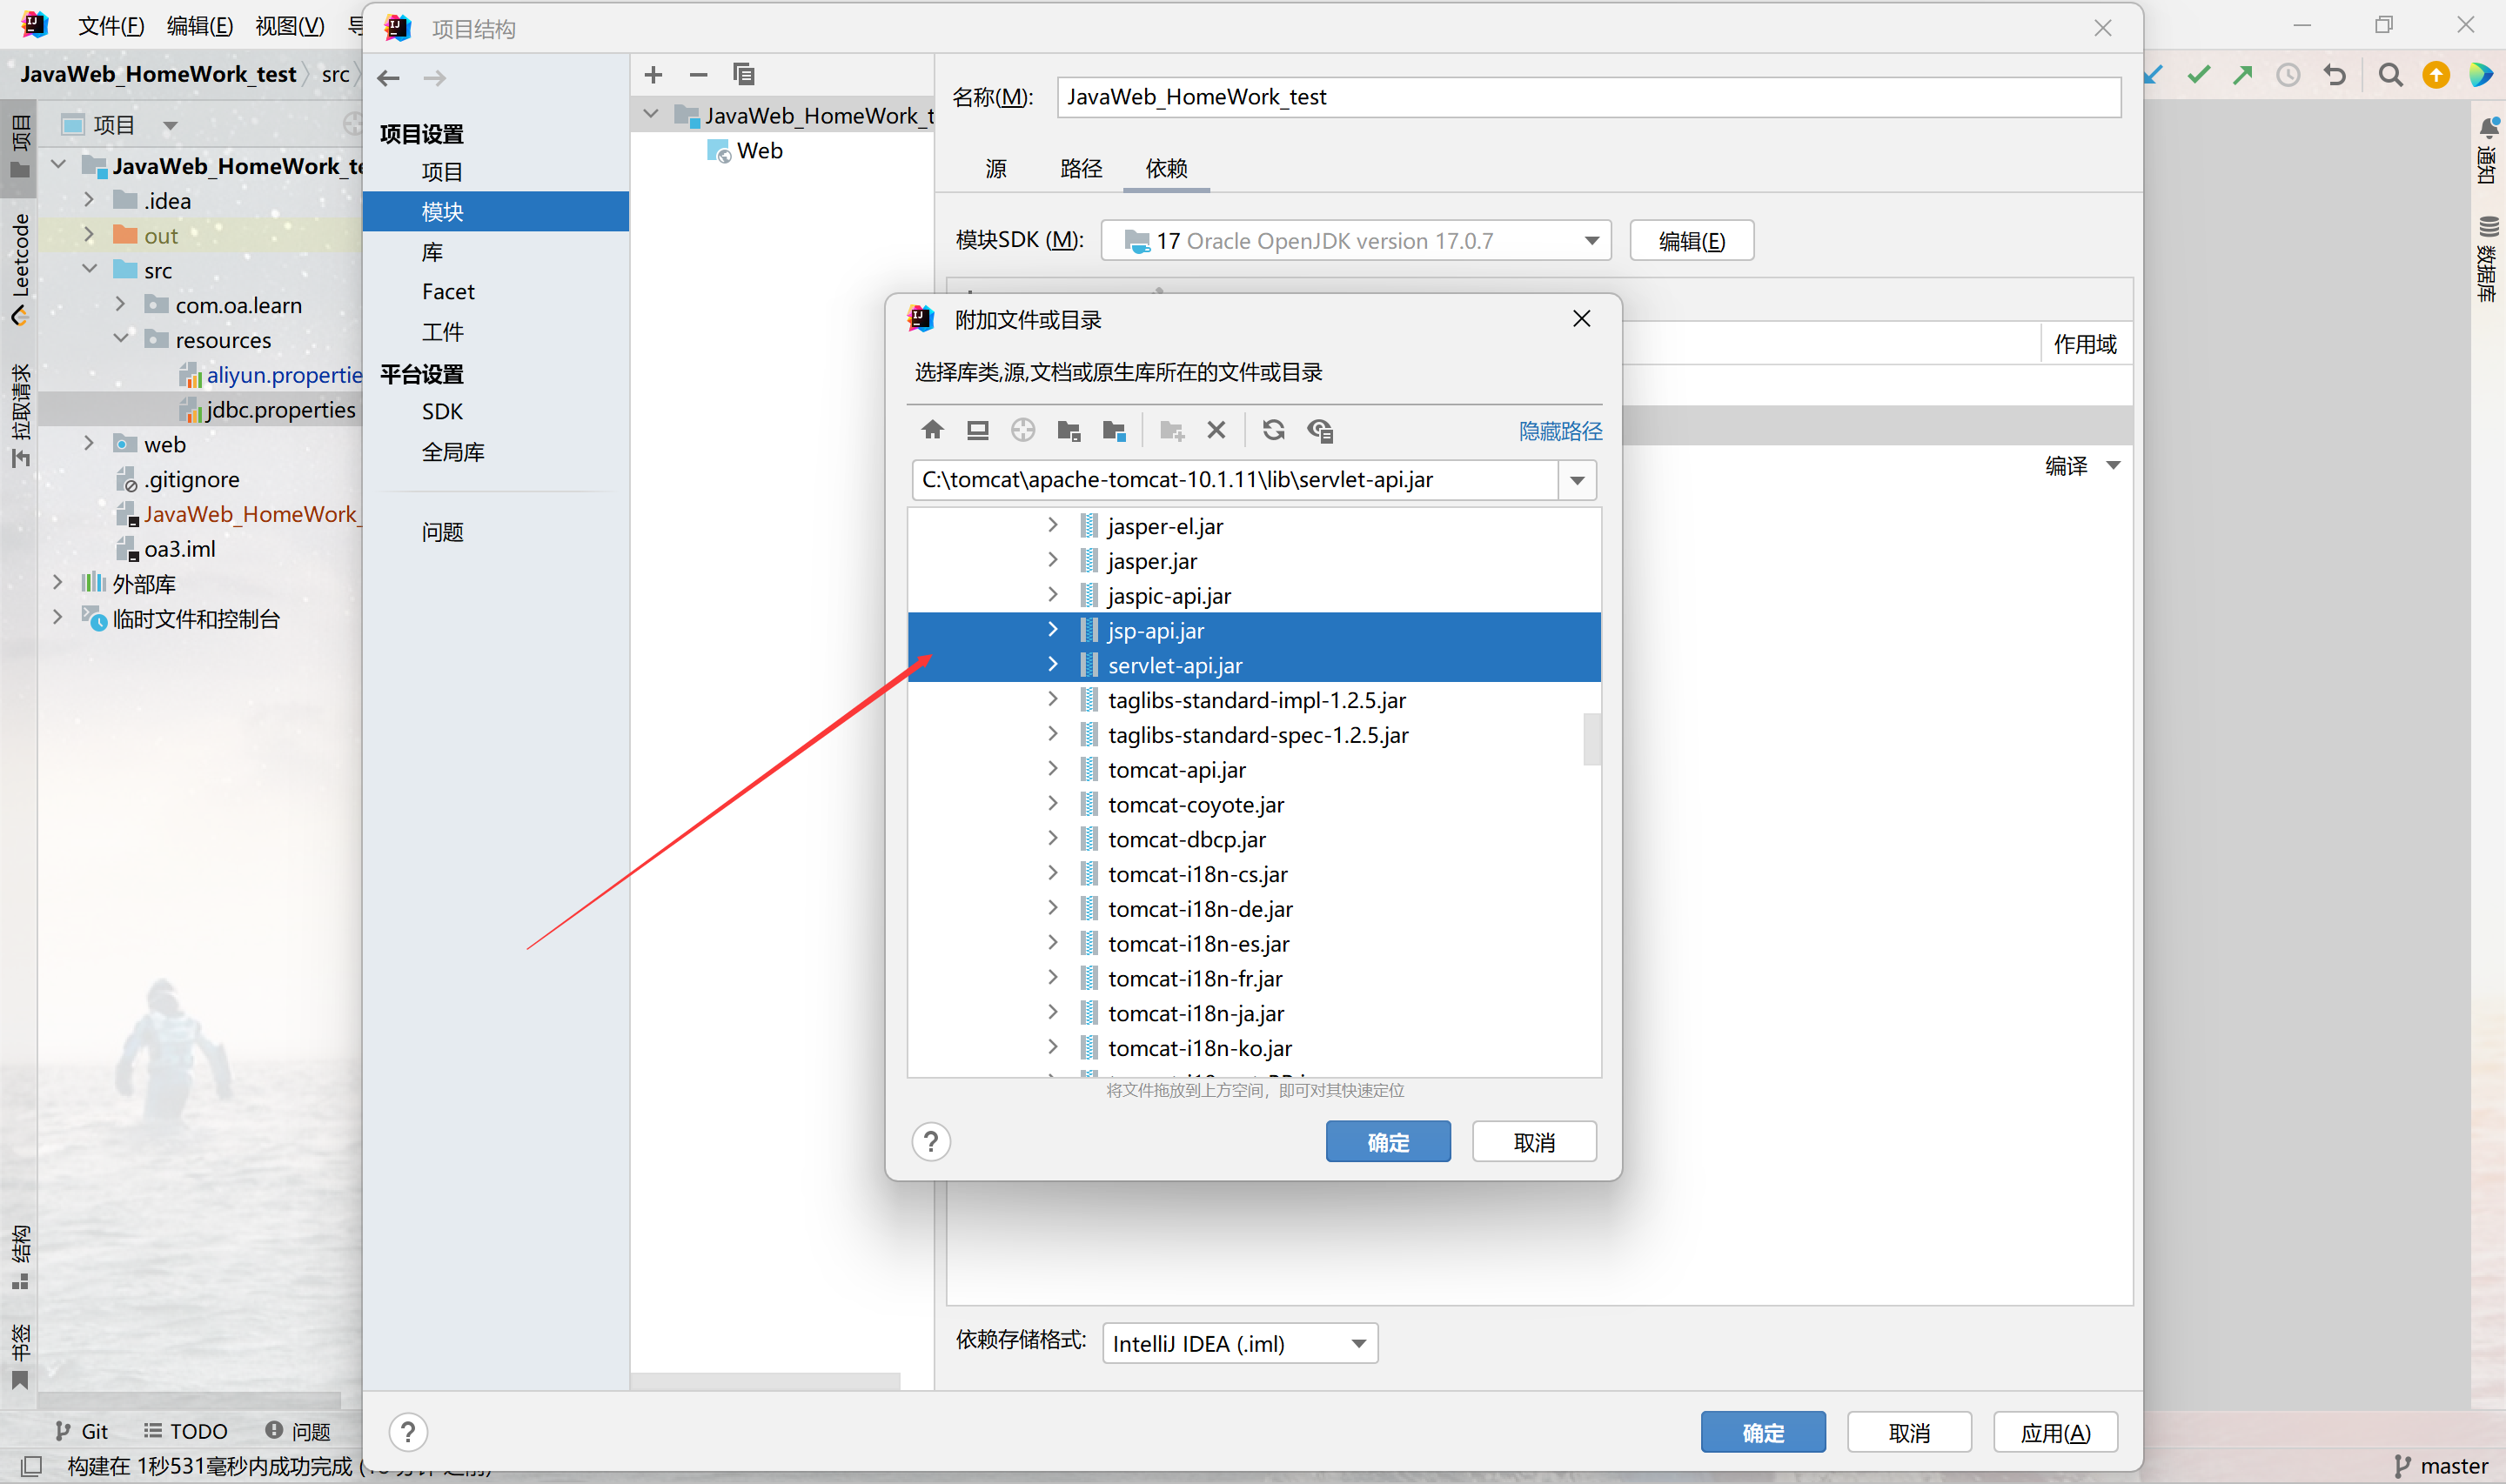 文件(F) 编辑(E) 视图(V)
JavaWeb_HomeWork_test src
项目
Leetcode
拉取请求
结构
书签
项目
JavaWeb_HomeWork_te
.idea
out
src
com.oa.learn
resources
aliyun.propertie
jdbc.properties
web
.gitignore
JavaWeb_HomeWork_
oa3.iml
外部库
临时文件和控制台
项目结构
项目设置
项目
模块
库
Facet
工件
平台设置
SDK
全局库
问题
JavaWeb_HomeWork_t
Web
名称(M): JavaWeb_HomeWork_test
源 路径 依赖
模块SDK (M): 17 Oracle OpenJDK version 17.0.7 编辑(E)
作用域
编译
附加文件或目录
选择库类,源,文档或原生库所在的文件或目录
隐藏路径
C:\tomcat\apache-tomcat-10.1.11\lib\servlet-api.jar
jasper-el.jar
jasper.jar
jaspic-api.jar
jsp-api.jar
servlet-api.jar
taglibs-standard-impl-1.2.5.jar
taglibs-standard-spec-1.2.5.jar
tomcat-api.jar
tomcat-coyote.jar
tomcat-dbcp.jar
tomcat-i18n-cs.jar
tomcat-i18n-de.jar
tomcat-i18n-es.jar
tomcat-i18n-fr.jar
tomcat-i18n-ja.jar
tomcat-i18n-ko.jar
将文件拖放到上方空间，即可对其快速定位
? 确定 取消
依赖存储格式: IntelliJ IDEA (.iml)
? 确定 取消 应用(A)
通知
数据库
Git TODO 问题
构建在 1秒531毫秒内成功完成
master